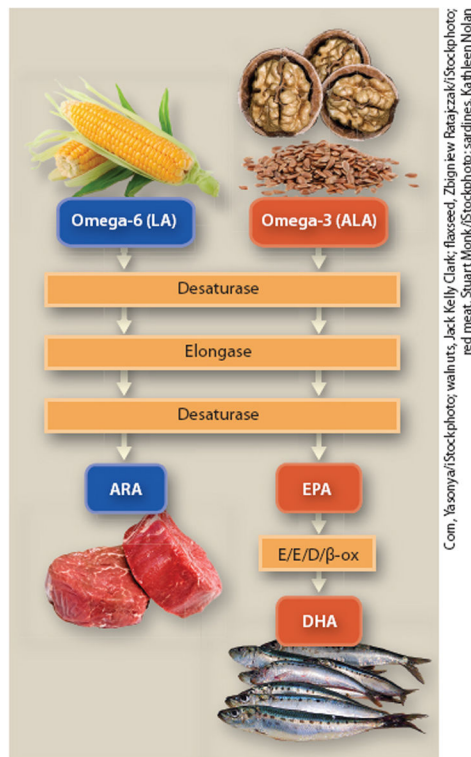 Omega-6 (LA)
Omega-3 (ALA)
Desaturase
Elongase
Desaturase
ARA
EPA
E/E/D/β-ox
DHA
Corn, Yasonya/iStockphoto; walnuts, Jack Kelly Clark; flaxseed, Zbigniew Ratajczak/iStockphoto;
red meat, Stuart Monk/iStockphoto; sardines, Kathleen Nolan